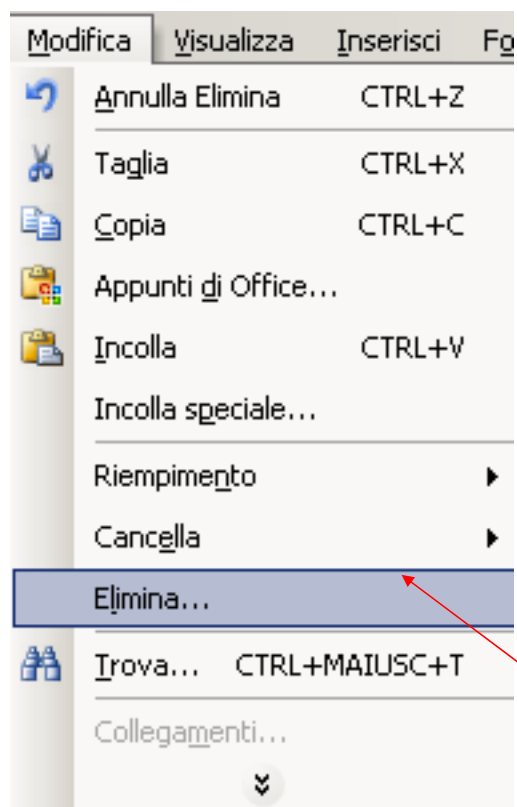 Modifica Visualizza Inserisci Fo
Annulla Elimina CTRL+Z
Taglia CTRL+X
Copia CTRL+C
Appunti di Office...
Incolla CTRL+V
Incolla speciale...
Riempimento
Cancella
Elimina...
Trova... CTRL+MAIUSC+T
Collegamenti...